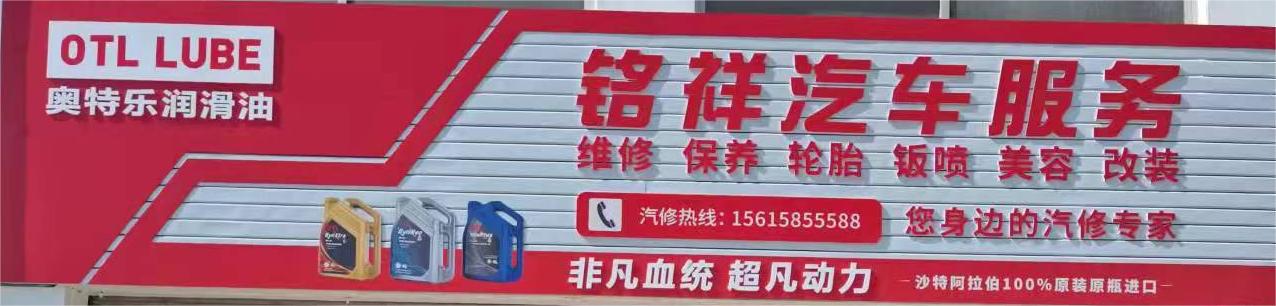 OTL LUBE
奥特乐润滑油
铭祥汽车服务
维修 保养 轮胎 钣喷 美容 改装
汽修热线: 15615855588
您身边的汽修专家
非凡血统 超凡动力
—沙特阿拉伯100%原装原瓶进口—